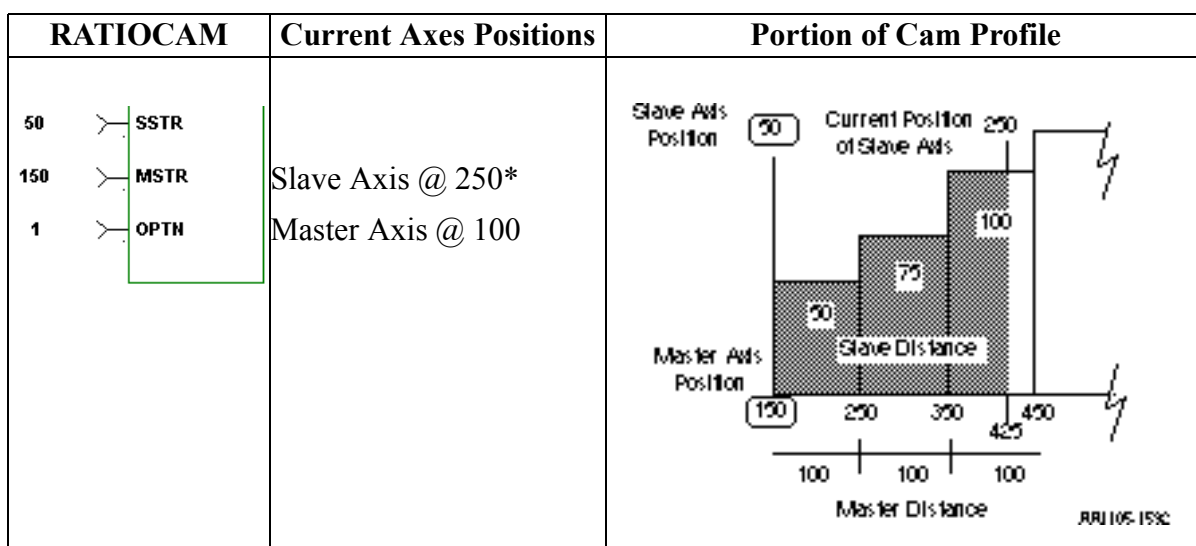 RATIOCAM
Current Axes Positions
Portion of Cam Profile
50
SSTR
150
MSTR
1
OPTN
Slave Axis @ 250*
Master Axis @ 100
Slave Axis
Position
50
Current Position
of Slave Axis
250
100
75
50
Slave Distance
Master Axis
Position
150
250
350
425
450
100
100
100
Master Distance